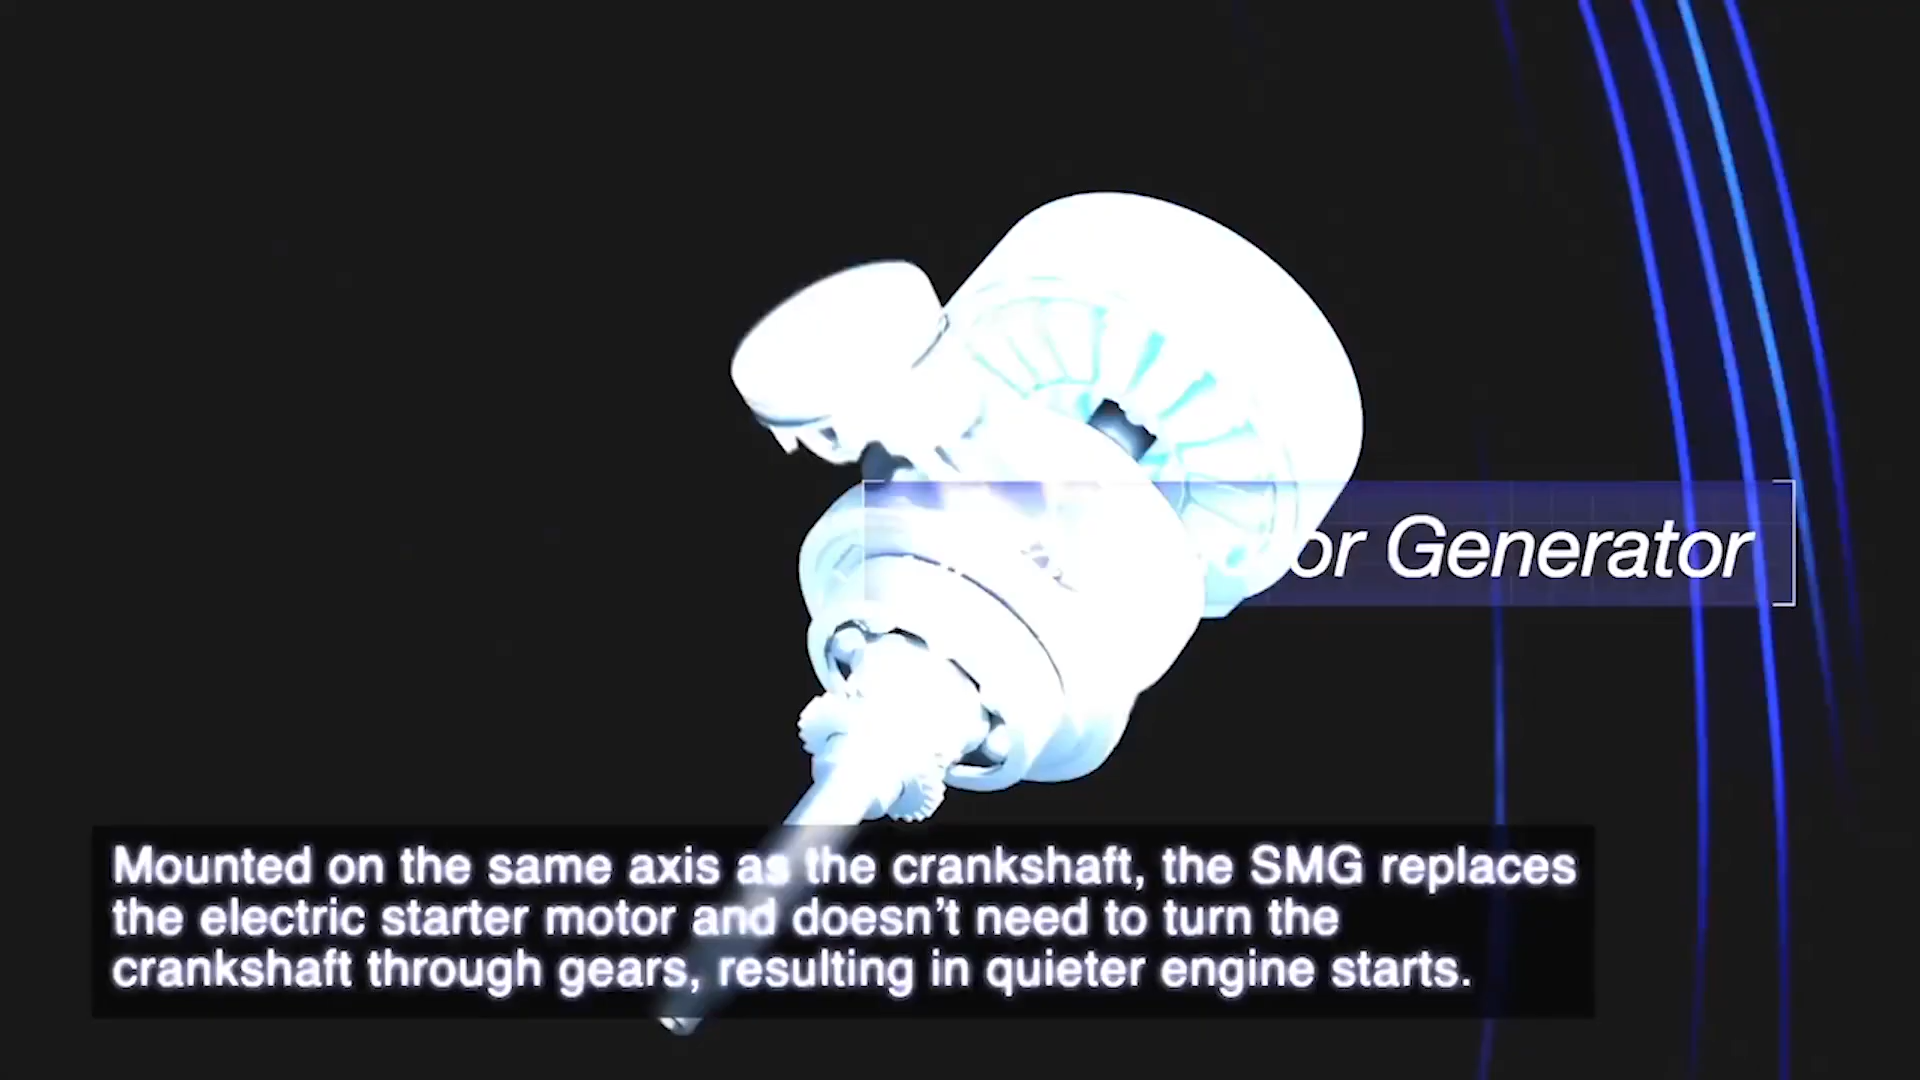 or Generator
Mounted on the same axis as the crankshaft, the SMG replaces
the electric starter motor and doesn’t need to turn the
crankshaft through gears, resulting in quieter engine starts.